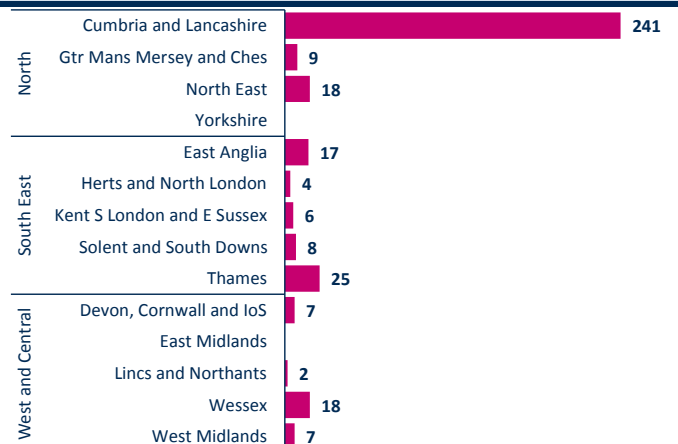 North
Cumbria and Lancashire 241
Gtr Mans Mersey and Ches 9
North East 18
Yorkshire
South East
East Anglia 17
Herts and North London 4
Kent S London and E Sussex 6
Solent and South Downs 8
Thames 25
West and Central
Devon, Cornwall and IoS 7
East Midlands
Lincs and Northants 2
Wessex 18
West Midlands 7